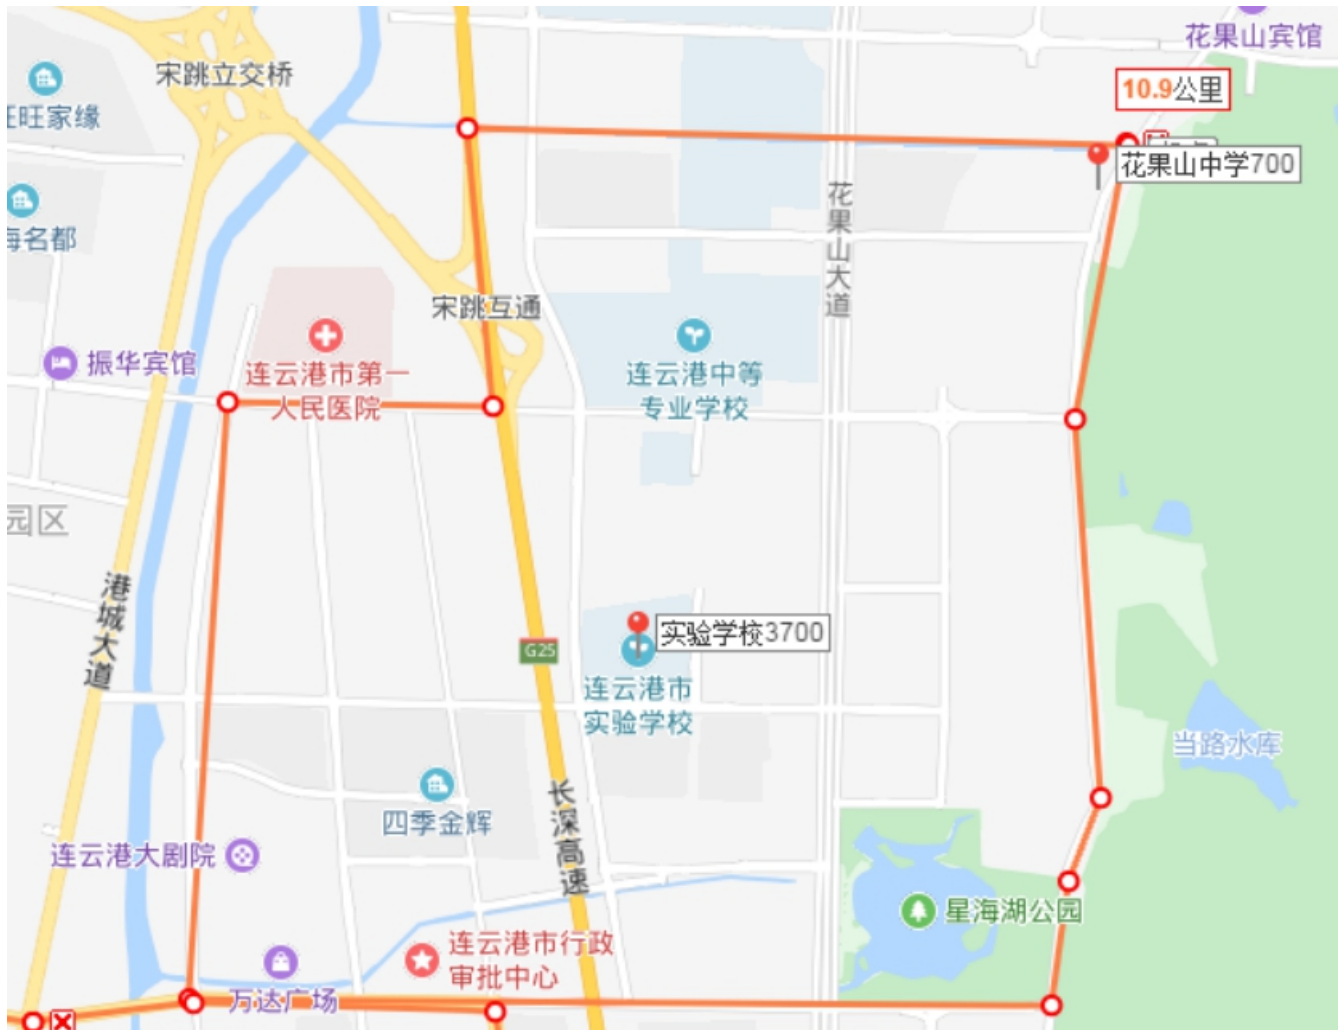 花果山宾馆
宋跳立交桥
10.9公里
旺旺家缘
花果山中学700
花果山大道
海名都
宋跳互通
振华宾馆
连云港市第一
人民医院
连云港中等
专业学校
园区
港城大道
实验学校3700
G25
连云港市
实验学校
当路水库
四季金辉
长深高速
连云港大剧院
星海湖公园
连云港市行政
审批中心
万达广场